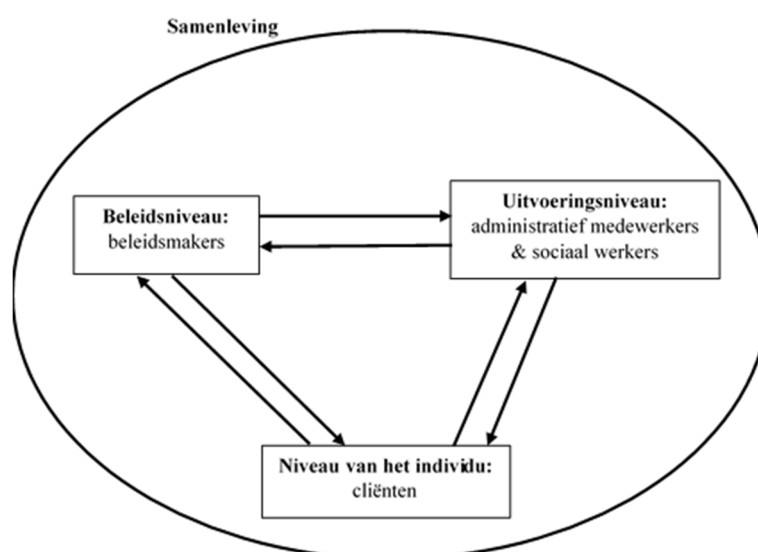 Samenleving
Beleidsniveau:
beleidsmakers
Uitvoeringsniveau:
administratief medewerkers
& sociaal werkers
Niveau van het individu:
cliënten